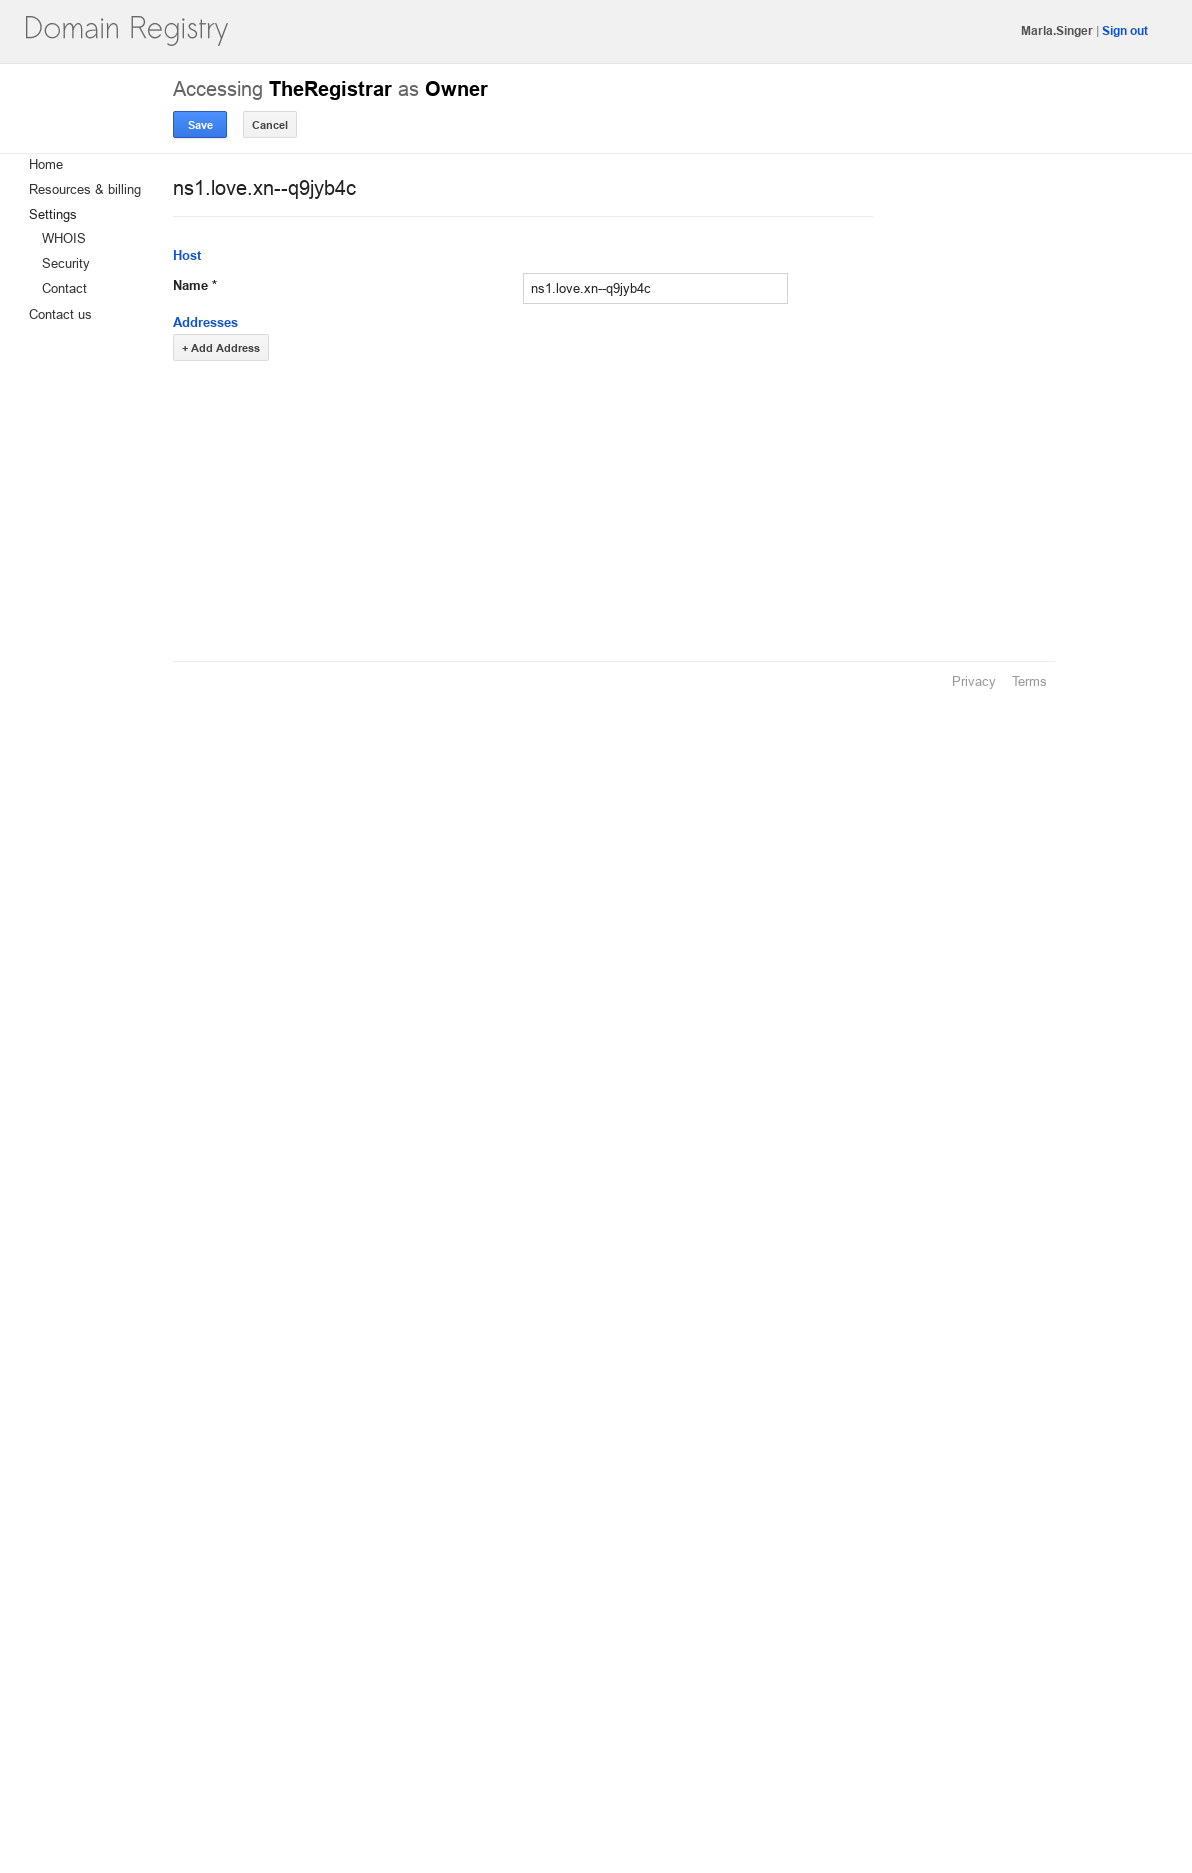 Domain Registry
Marla.Singer | Sign out
Accessing TheRegistrar as Owner
Save
Cancel
Home
Resources & billing
Settings
WHOIS
Security
Contact
Contact us
ns1.love.xn--q9jyb4c
Host
Name *
ns1.love.xn--q9jyb4c
Addresses
+ Add Address
Privacy
Terms